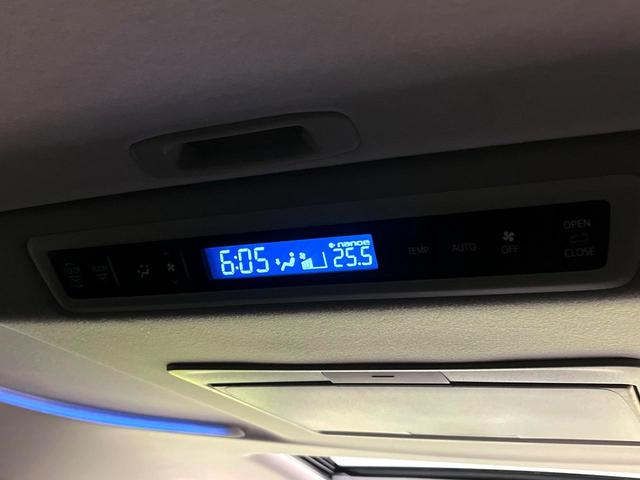 6:05
nanoe
25.5
TEMP
AUTO
OFF
OPEN
CLOSE